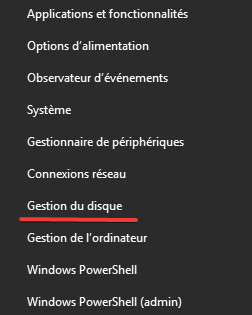 Applications et fonctionnalités
Options d’alimentation
Observateur d’événements
Système
Gestionnaire de périphériques
Connexions réseau
Gestion du disque
Gestion de l’ordinateur
Windows PowerShell
Windows PowerShell (admin)